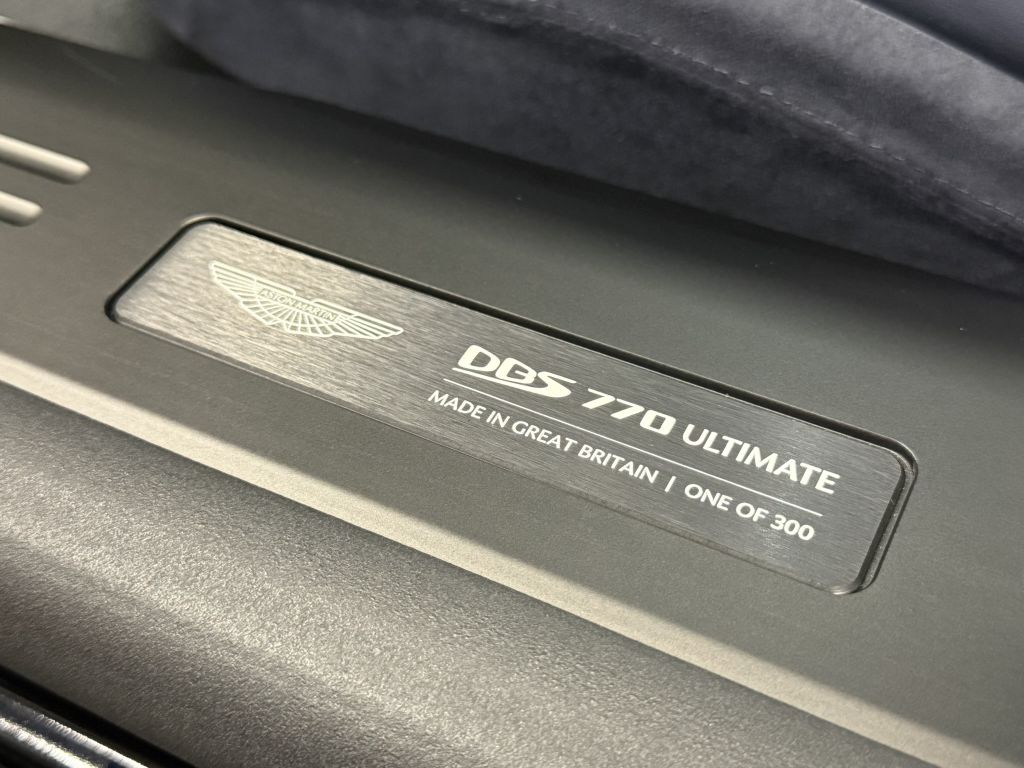 ASTON MARTIN
DBS 770 ULTIMATE
MADE IN GREAT BRITAIN | ONE OF 300